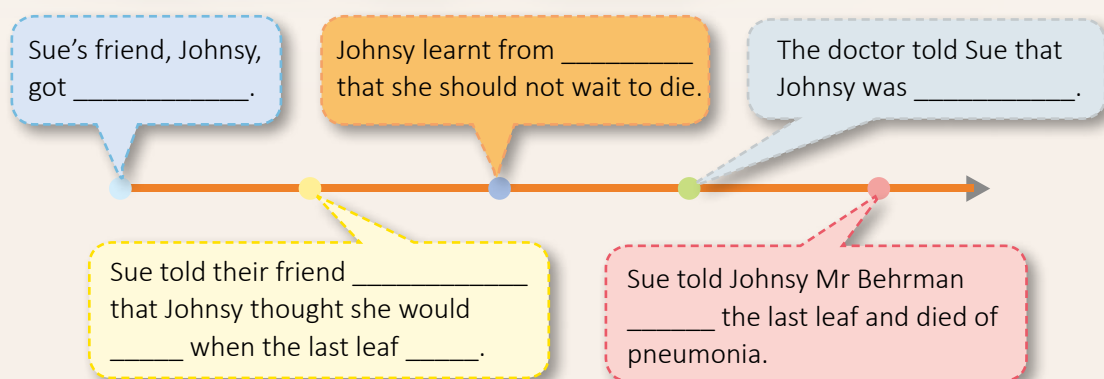 Sue’s friend, Johnsy,
got ____________.
Johnsy learnt from _________
that she should not wait to die.
The doctor told Sue that
Johnsy was ___________.
Sue told their friend ____________
that Johnsy thought she would
_____ when the last leaf _____.
Sue told Johnsy Mr Behrman
______ the last leaf and died of
pneumonia.